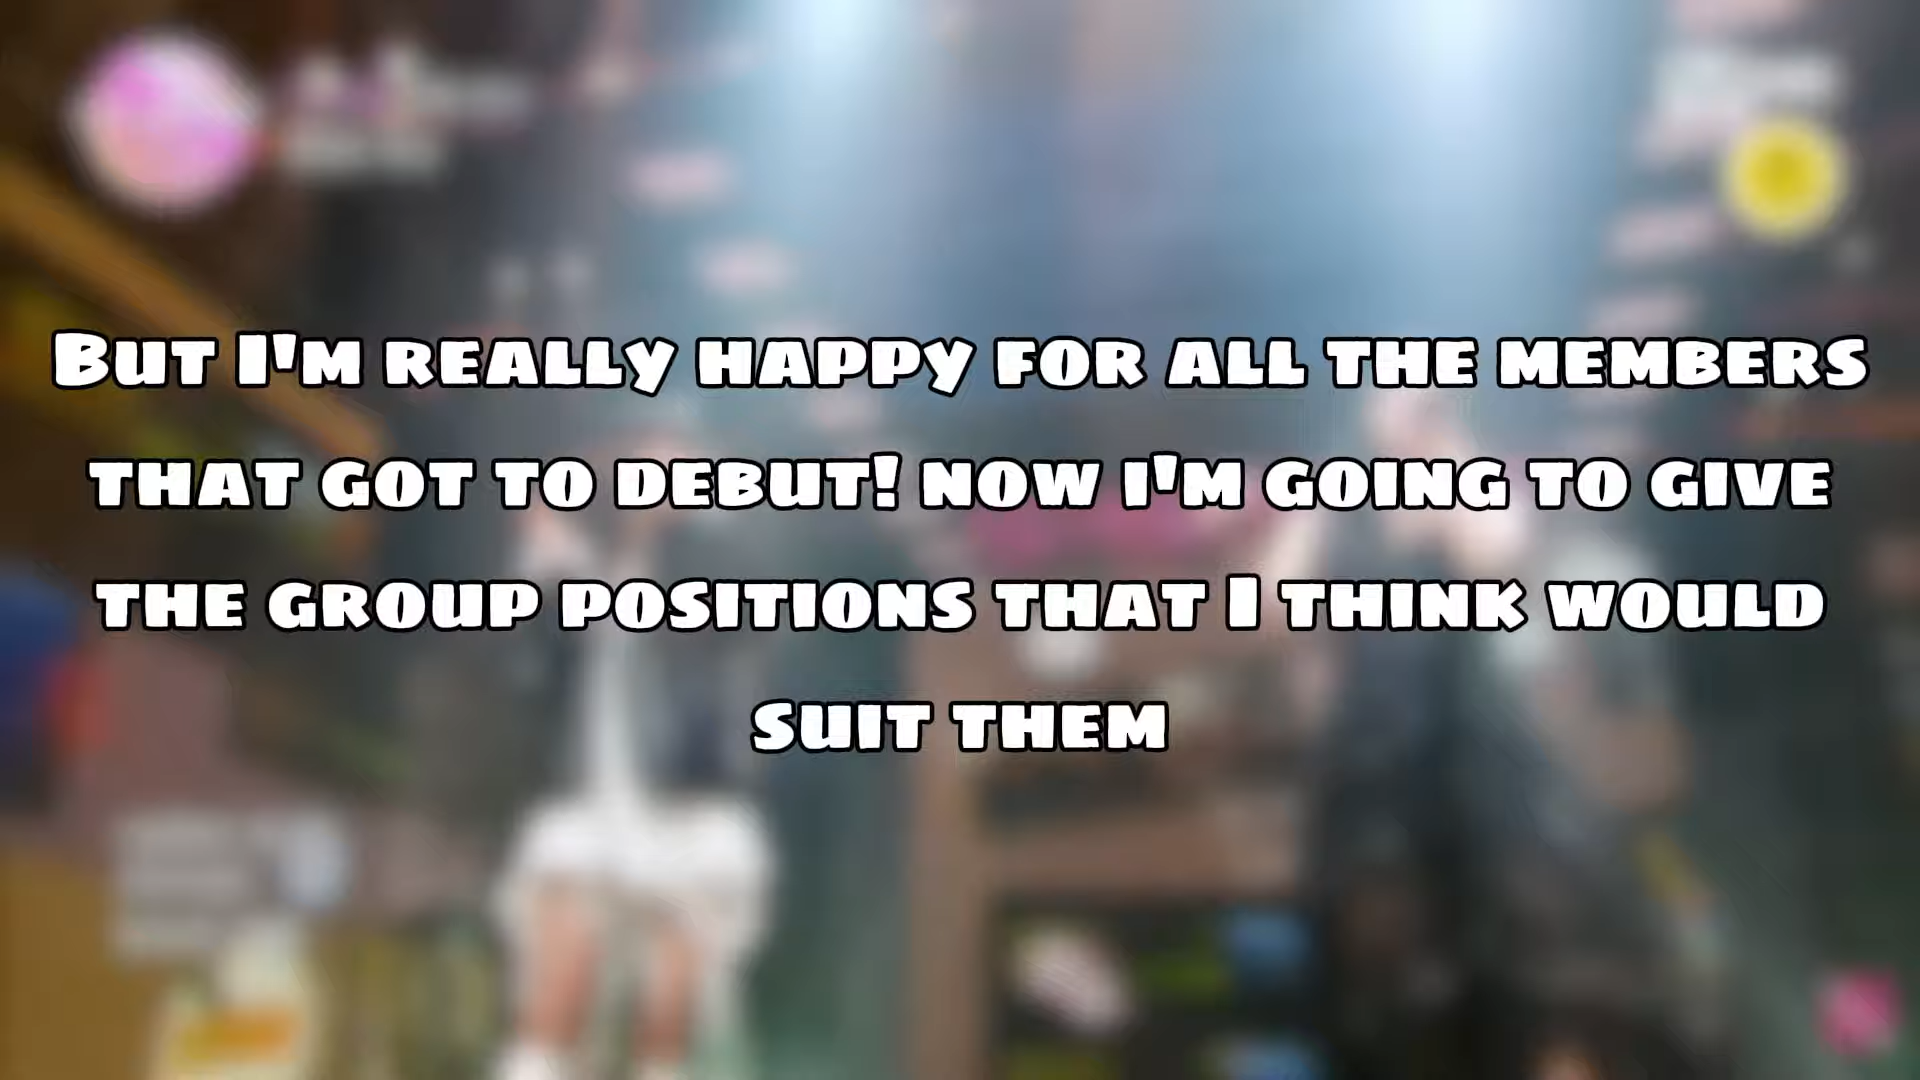 But I'm really happy for all the members
that got to debut! now i'm going to give
the group positions that I think would
suit them